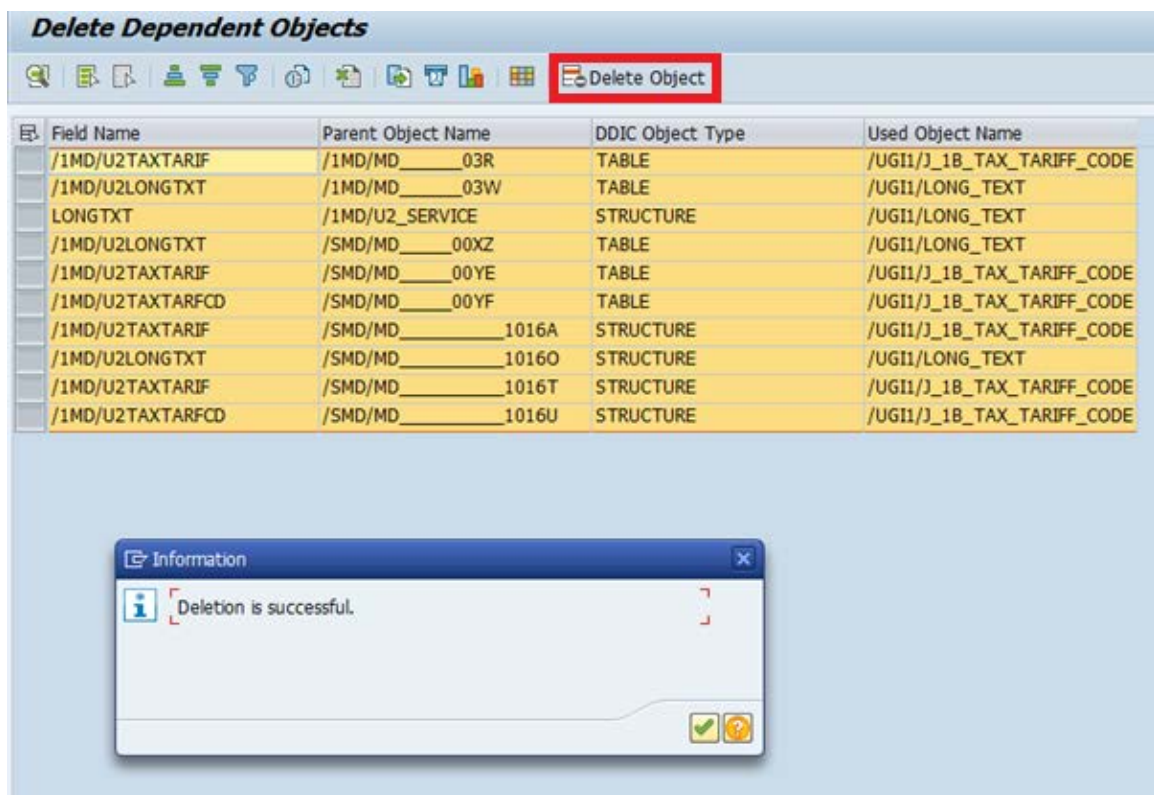 Delete Dependent Objects
Delete Object
Field Name Parent Object Name DDIC Object Type Used Object Name
/1MD/U2TAXTARIF /1MD/MD______03R TABLE /UGI1/J_1B_TAX_TARIFF_CODE
/1MD/U2LONGTXT /1MD/MD______03W TABLE /UGI1/LONG_TEXT
LONGTXT /1MD/U2_SERVICE STRUCTURE /UGI1/LONG_TEXT
/1MD/U2LONGTXT /SMD/MD_____00XZ TABLE /UGI1/LONG_TEXT
/1MD/U2TAXTARIF /SMD/MD_____00YE TABLE /UGI1/J_1B_TAX_TARIFF_CODE
/1MD/U2TAXTARFCD /SMD/MD_____00YF TABLE /UGI1/J_1B_TAX_TARIFF_CODE
/1MD/U2TAXTARIF /SMD/MD__________1016A STRUCTURE /UGI1/J_1B_TAX_TARIFF_CODE
/1MD/U2LONGTXT /SMD/MD__________1016O STRUCTURE /UGI1/LONG_TEXT
/1MD/U2TAXTARIF /SMD/MD__________1016T STRUCTURE /UGI1/J_1B_TAX_TARIFF_CODE
/1MD/U2TAXTARFCD /SMD/MD__________1016U STRUCTURE /UGI1/J_1B_TAX_TARIFF_CODE
Information
Deletion is successful.